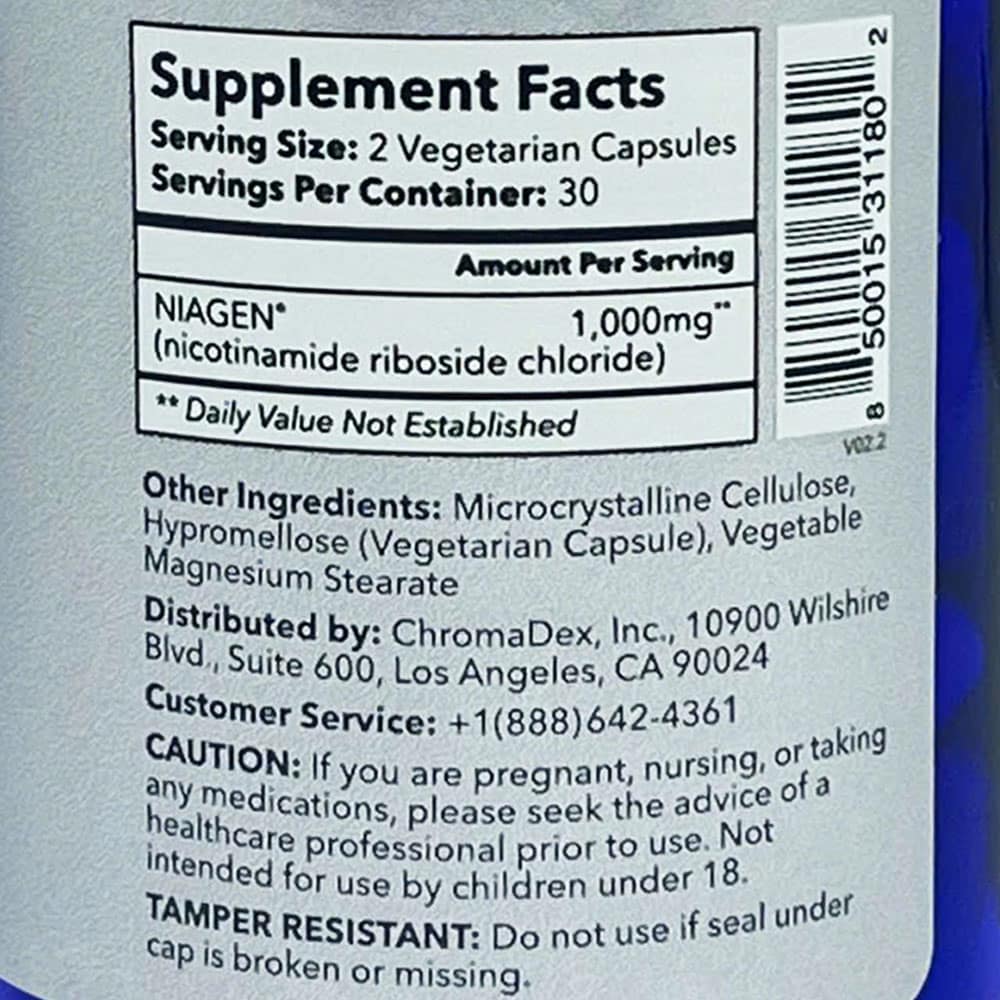 Supplement Facts
Serving Size: 2 Vegetarian Capsules
Servings Per Container: 30
Amount Per Serving
NIAGEN® 1,000mg**
(nicotinamide riboside chloride)
** Daily Value Not Established
8 50015 31180 2
V02.2
Other Ingredients: Microcrystalline Cellulose,
Hypromellose (Vegetarian Capsule), Vegetable
Magnesium Stearate
Distributed by: ChromaDex, Inc., 10900 Wilshire
Blvd., Suite 600, Los Angeles, CA 90024
Customer Service: +1(888)642-4361
CAUTION: If you are pregnant, nursing, or taking
any medications, please seek the advice of a
healthcare professional prior to use. Not
intended for use by children under 18.
TAMPER RESISTANT: Do not use if seal under
cap is broken or missing.